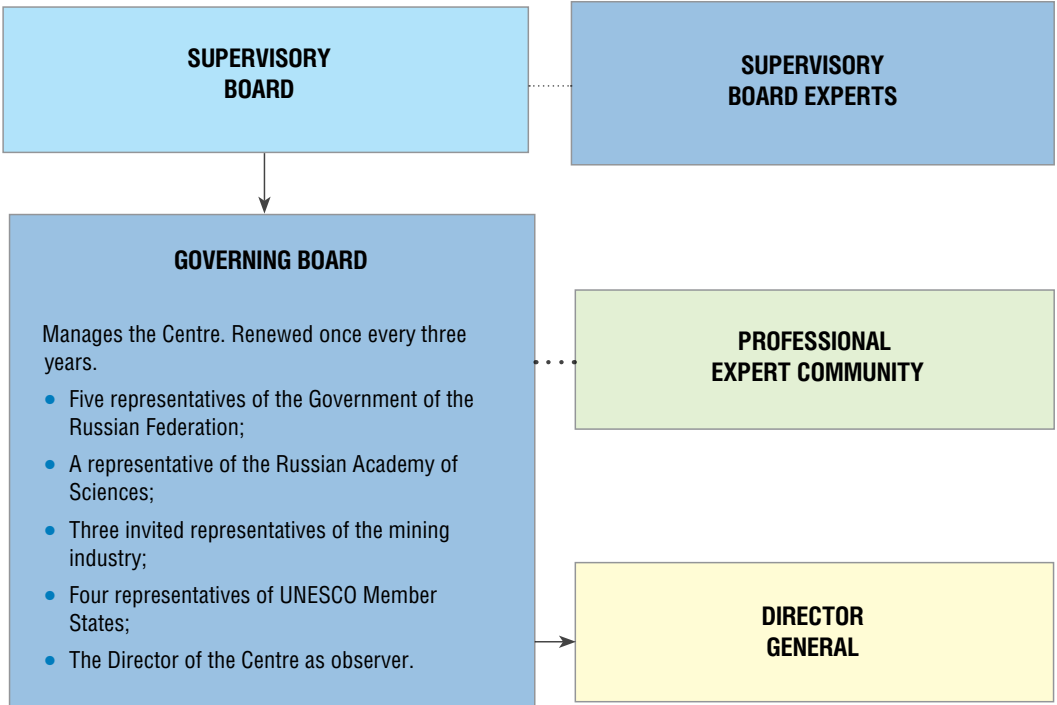 SUPERVISORY
BOARD
SUPERVISORY
BOARD EXPERTS
GOVERNING BOARD
Manages the Centre. Renewed once every three
years.
• Five representatives of the Government of the
Russian Federation;
• A representative of the Russian Academy of
Sciences;
• Three invited representatives of the mining
industry;
• Four representatives of UNESCO Member
States;
• The Director of the Centre as observer.
PROFESSIONAL
EXPERT COMMUNITY
DIRECTOR
GENERAL